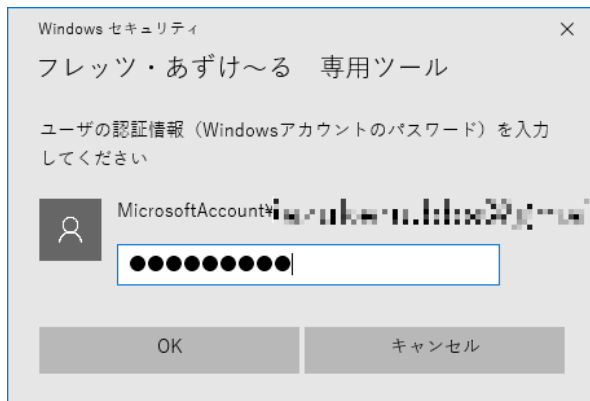 Windows セキュリティ
フレッツ・あずけ～る　専用ツール
ユーザの認証情報（Windowsアカウントのパスワード）を入力
してください
MicrosoftAccount¥
●●●●●●●●●
OK
キャンセル